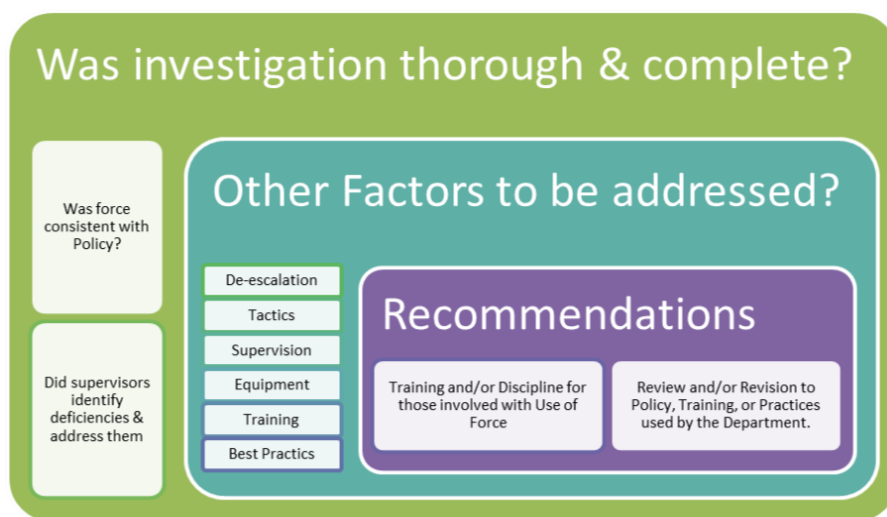 Was investigation thorough & complete?
Was force
consistent with
Policy?
Did supervisors
identify
deficiencies &
address them
Other Factors to be addressed?
De-escalation
Tactics
Supervision
Equipment
Training
Best Practics
Recommendations
Training and/or Discipline for
those involved with Use of
Force
Review and/or Revision to
Policy, Training, or Practices
used by the Department.